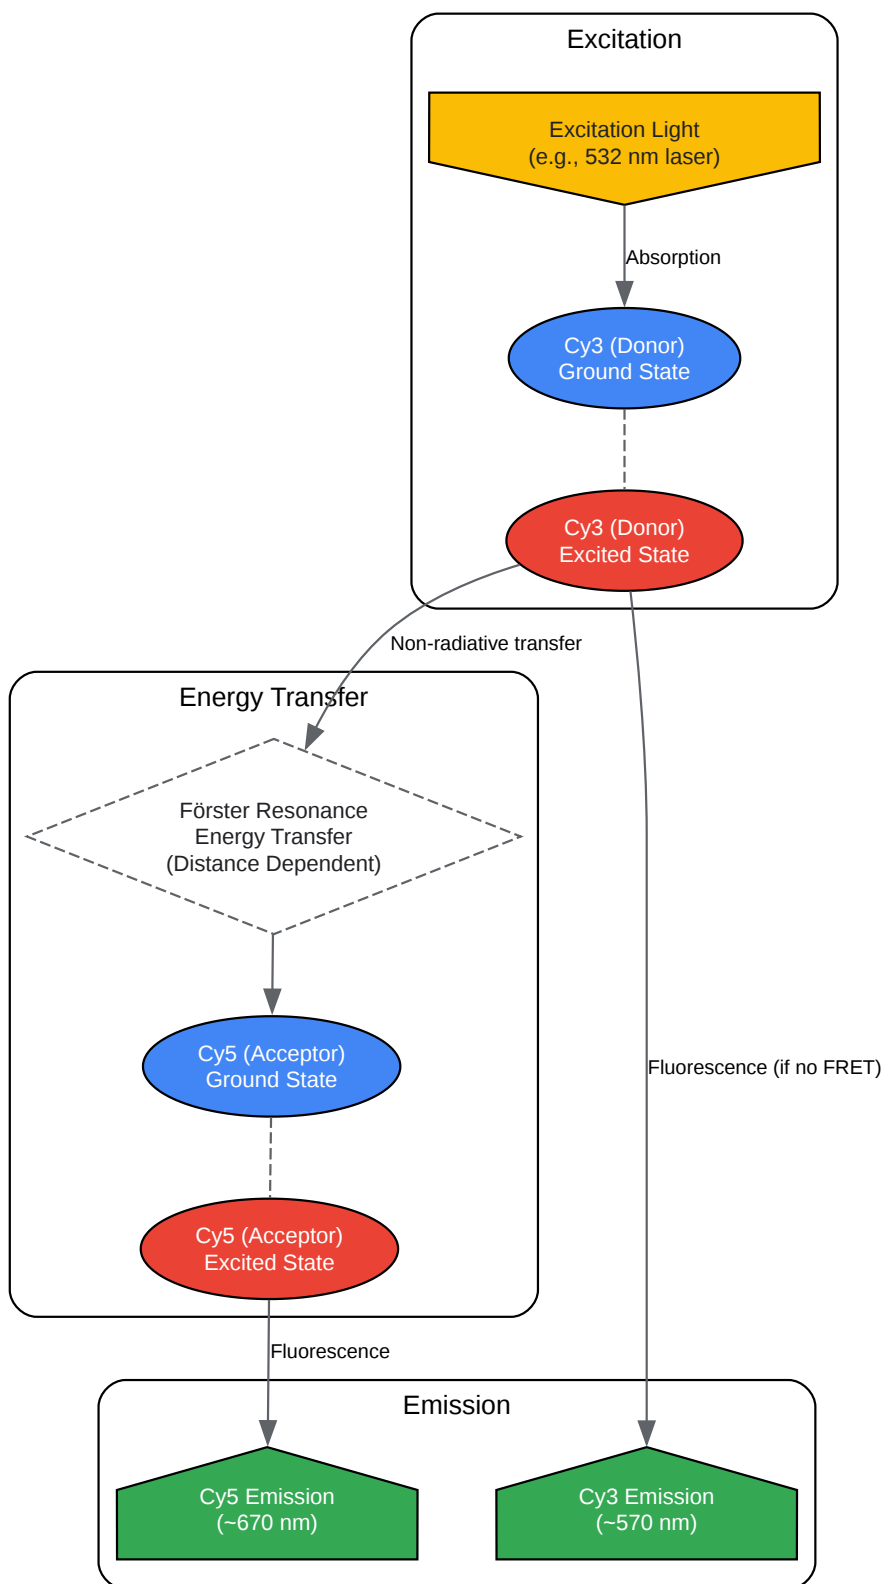 Excitation
Excitation Light
(e.g., 532 nm laser)
Absorption
Cy3 (Donor)
Ground State
Cy3 (Donor)
Excited State
Non-radiative transfer
Energy Transfer
Förster Resonance
Energy Transfer
(Distance Dependent)
Cy5 (Acceptor)
Ground State
Fluorescence (if no FRET)
Cy5 (Acceptor)
Excited State
Fluorescence
Emission
Cy5 Emission
(~670 nm)
Cy3 Emission
(~570 nm)